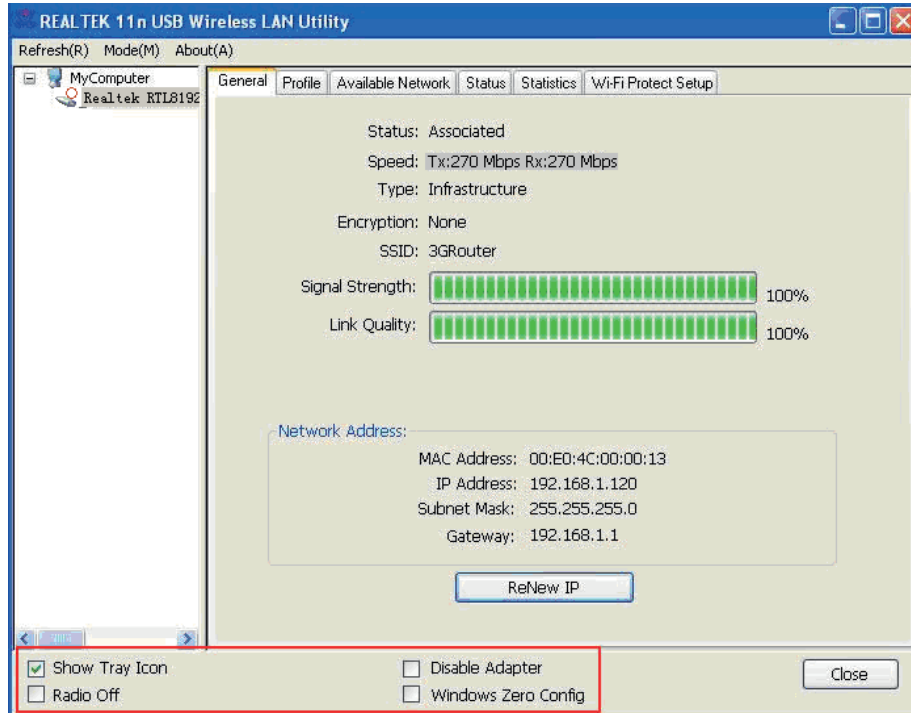 REALTEK 11n USB Wireless LAN Utility
Refresh(R) Mode(M) About(A)
MyComputer
Realtek RTL8192
General Profile Available Network Status Statistics Wi-Fi Protect Setup
Status: Associated
Speed: Tx:270 Mbps Rx:270 Mbps
Type: Infrastructure
Encryption: None
SSID: 3GRouter
Signal Strength: 100%
Link Quality: 100%
Network Address:
MAC Address: 00:E0:4C:00:00:13
IP Address: 192.168.1.120
Subnet Mask: 255.255.255.0
Gateway: 192.168.1.1
ReNew IP
Show Tray Icon
Disable Adapter
Radio Off
Windows Zero Config
Close